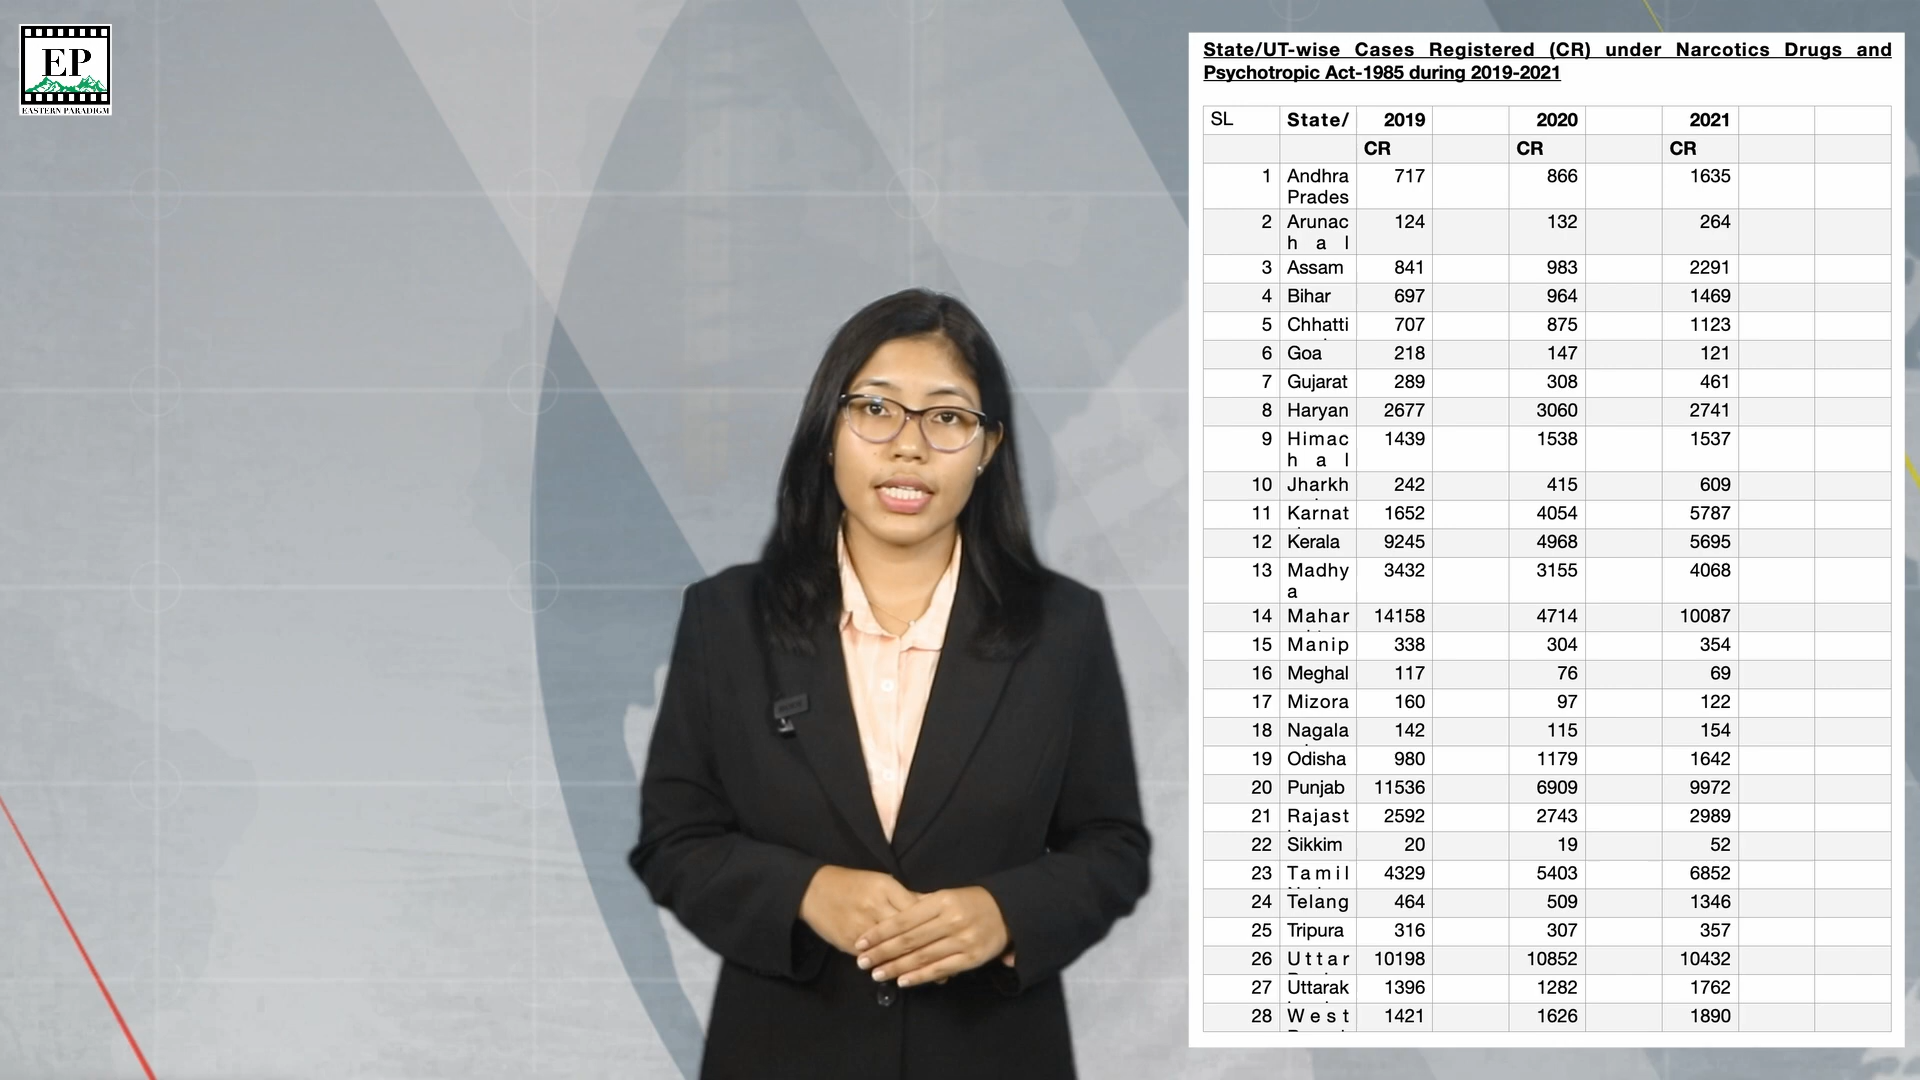 EP
EASTERN PARADIGM
State/UT-wise Cases Registered (CR) under Narcotics Drugs and
Psychotropic Act-1985 during 2019-2021
SL State/ 2019 2020 2021
CR CR CR
1 Andhra 717 866 1635
Prades
2 Arunac 124 132 264
h a l
3 Assam 841 983 2291
4 Bihar 697 964 1469
5 Chhatti 707 875 1123
6 Goa 218 147 121
7 Gujarat 289 308 461
8 Haryan 2677 3060 2741
9 Himac 1439 1538 1537
h a l
10 Jharkh 242 415 609
11 Karnat 1652 4054 5787
12 Kerala 9245 4968 5695
13 Madhy 3432 3155 4068
a
14 Mahar 14158 4714 10087
15 Manip 338 304 354
16 Meghal 117 76 69
17 Mizora 160 97 122
18 Nagala 142 115 154
19 Odisha 980 1179 1642
20 Punjab 11536 6909 9972
21 Rajast 2592 2743 2989
22 Sikkim 20 19 52
23 Tamil 4329 5403 6852
24 Telang 464 509 1346
25 Tripura 316 307 357
26 Uttar 10198 10852 10432
27 Uttarak 1396 1282 1762
28 West 1421 1626 1890